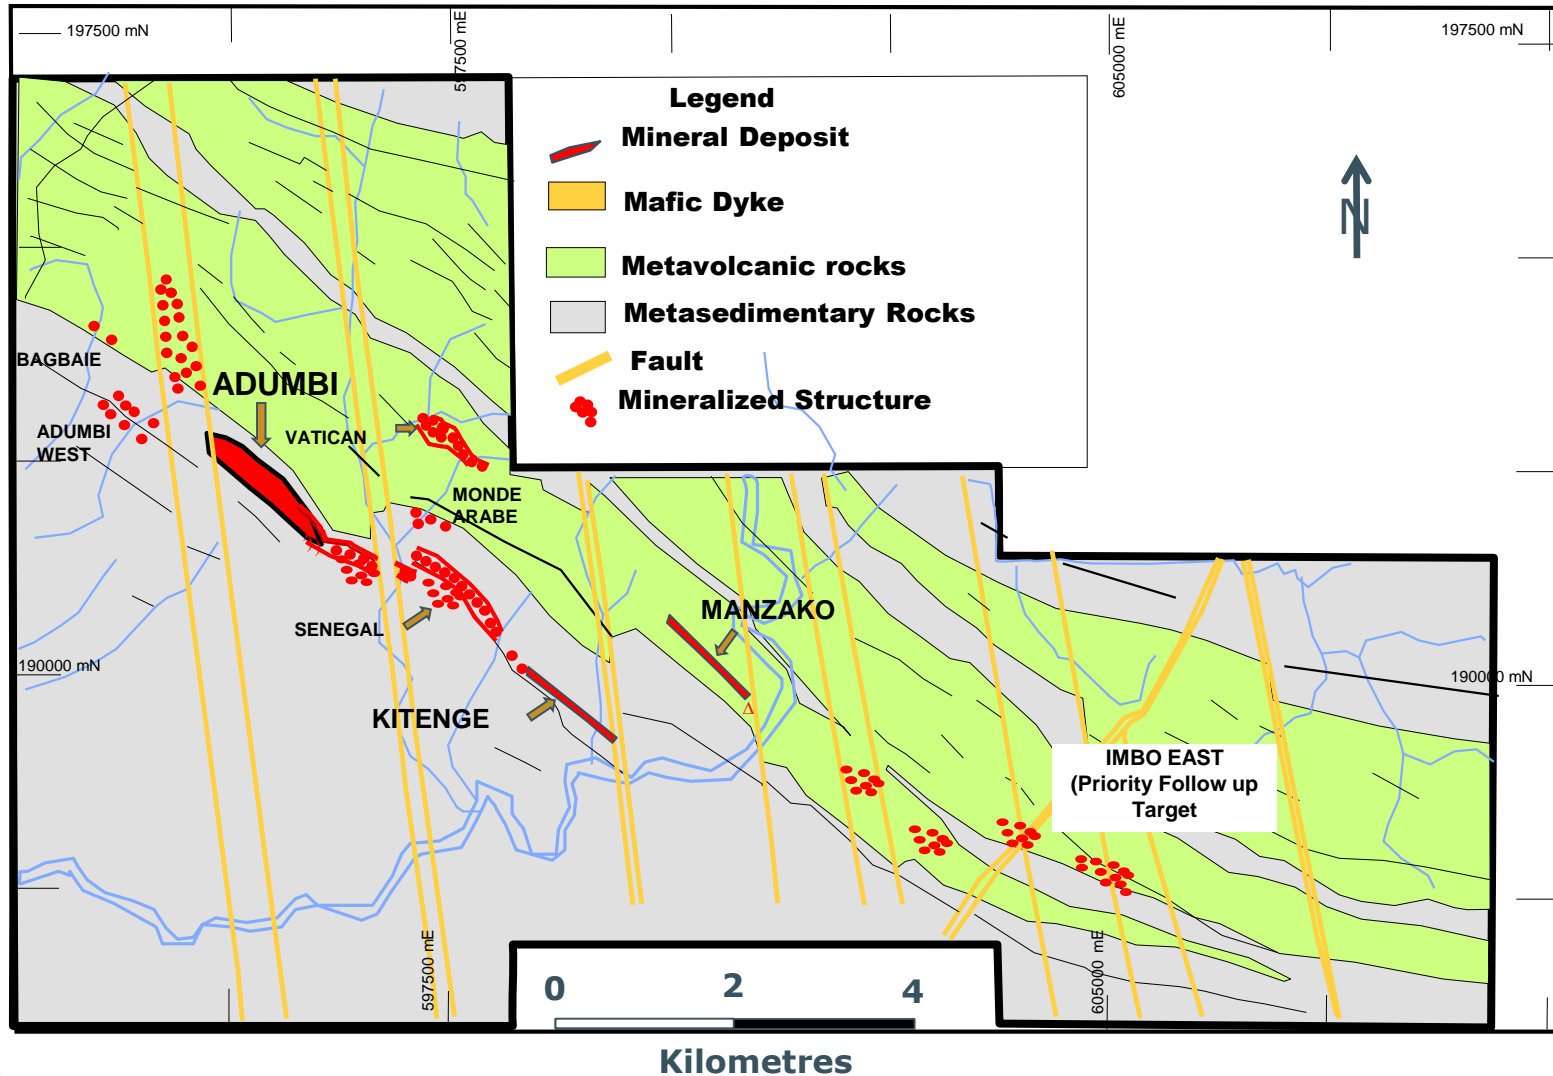 197500 mN
597500 mE
605000 mE
197500 mN
Legend
Mineral Deposit
Mafic Dyke
Metavolcanic rocks
Metasedimentary Rocks
Fault
Mineralized Structure
N
BAGBAIE
ADUMBI
ADUMBI
WEST
VATICAN
MONDE
ARABE
SENEGAL
MANZAKO
190000 mN
190000 mN
KITENGE
IMBO EAST
(Priority Follow up
Target
597500 mE
605000 mE
0 2 4
Kilometres